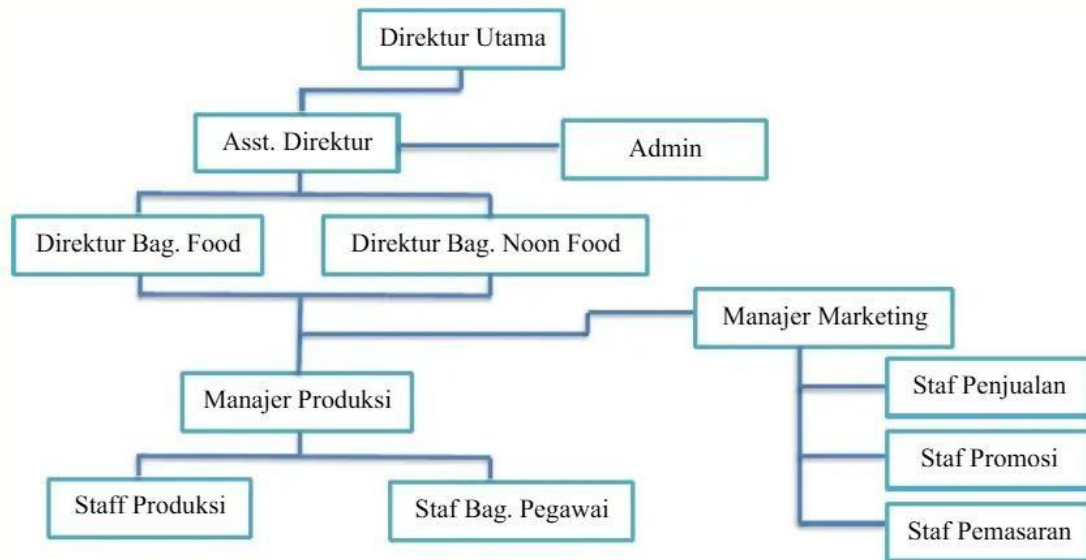 Direktur Utama
Asst. Direktur
Admin
Direktur Bag. Food
Direktur Bag. Noon Food
Manajer Marketing
Manajer Produksi
Staf Penjualan
Staf Promosi
Staff Produksi
Staf Bag. Pegawai
Staf Pemasaran